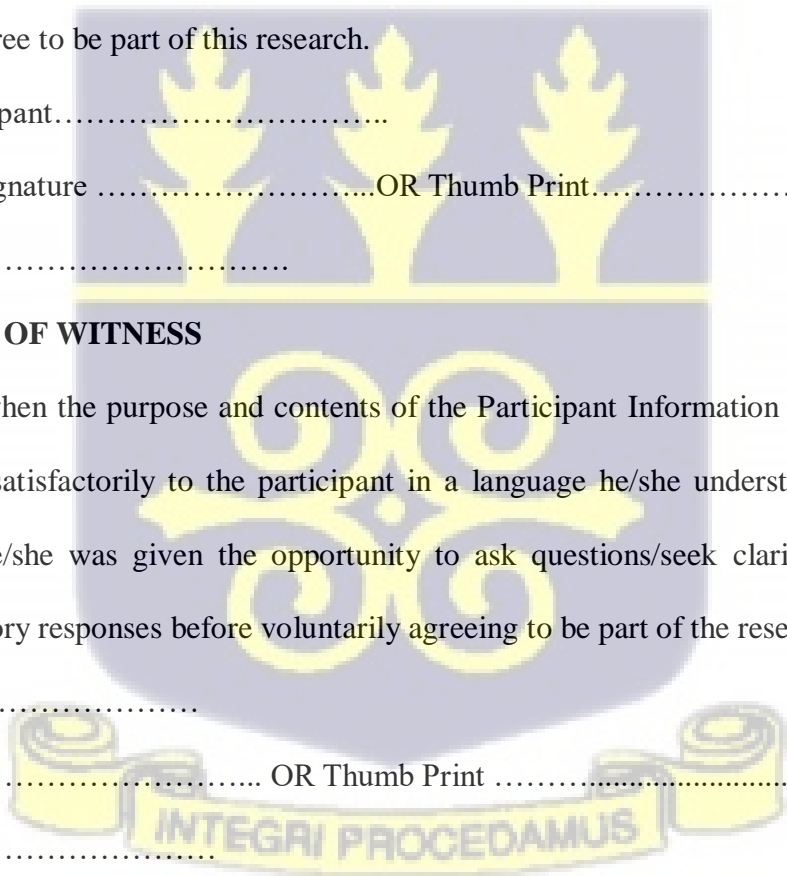 ree to be part of this research.
pant…………………………..
gnature ……………………...OR Thumb Print…………………
……………………….
OF WITNESS
hen the purpose and contents of the Participant Information
satisfactorily to the participant in a language he/she underst
e/she was given the opportunity to ask questions/seek clari
ory responses before voluntarily agreeing to be part of the rese
…………………
……………………... OR Thumb Print ………..........................
INTEGRI PROCEDAMUS
…………………